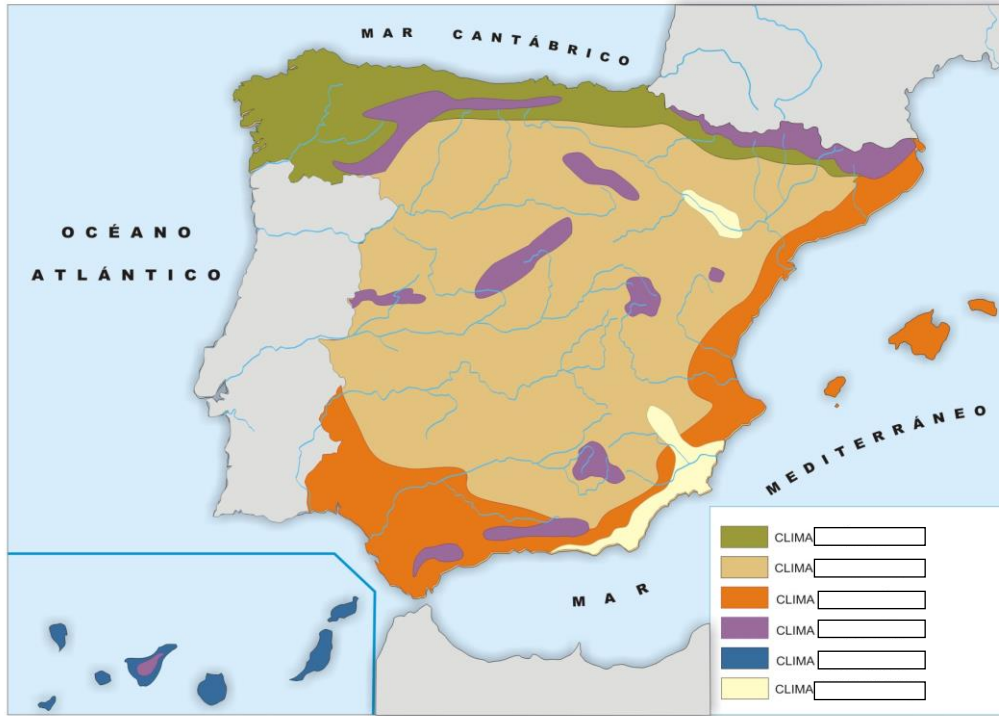 MAR CANTÁBRICO
OCÉANO
ATLÁNTICO
MEDITERRÁNEO
MAR
CLIMA
CLIMA
CLIMA
CLIMA
CLIMA
CLIMA